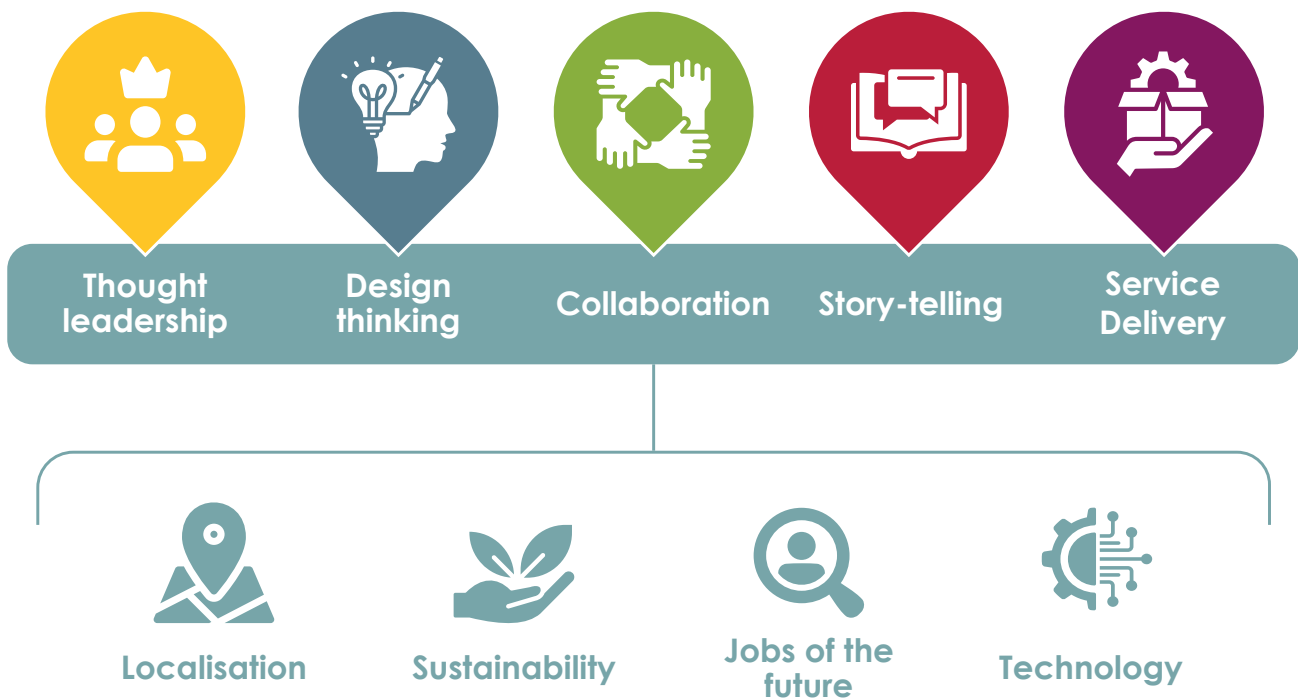 Thought
leadership
Design
thinking
Collaboration
Story-telling
Service
Delivery
Localisation
Sustainability
Jobs of the
future
Technology